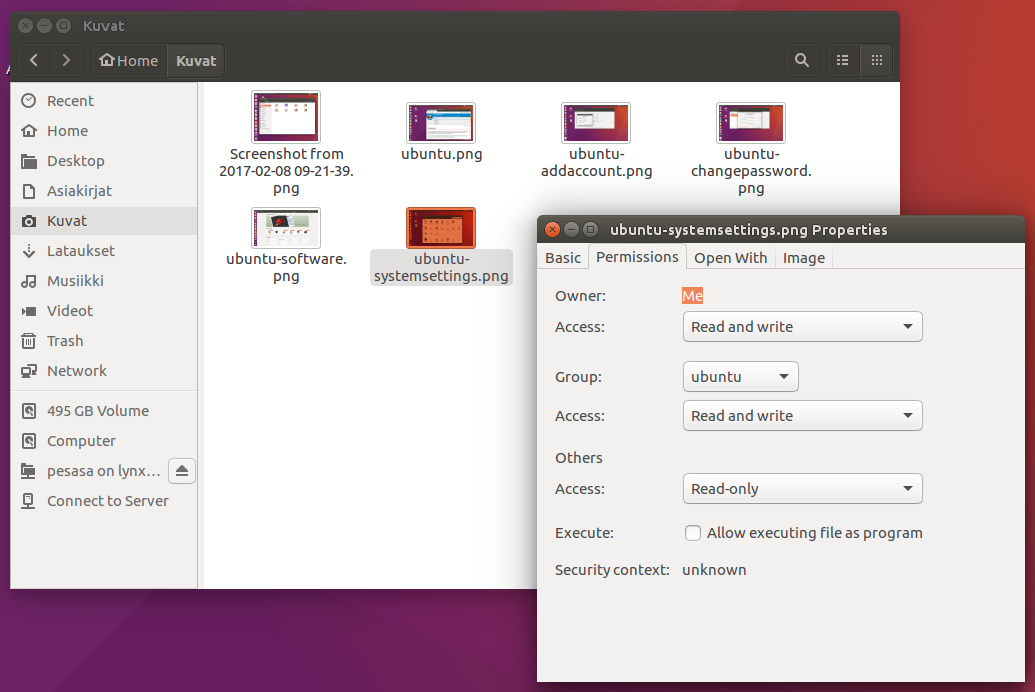 Kuvat
Home
Kuvat
Recent
Home
Desktop
Asiakirjat
Kuvat
Lataukset
Musiikki
Videot
Trash
Network
495 GB Volume
Computer
pesasa on lynx…
Connect to Server
Screenshot from
2017-02-08 09-21-39.
png
ubuntu.png
ubuntu-
addaccount.png
ubuntu-
changepassword.
png
ubuntu-software.
png
ubuntu-
systemsettings.png
ubuntu-systemsettings.png Properties
Basic Permissions Open With Image
Owner: Me
Access: Read and write
Group: ubuntu
Access: Read and write
Others
Access: Read-only
Execute: Allow executing file as program
Security context: unknown